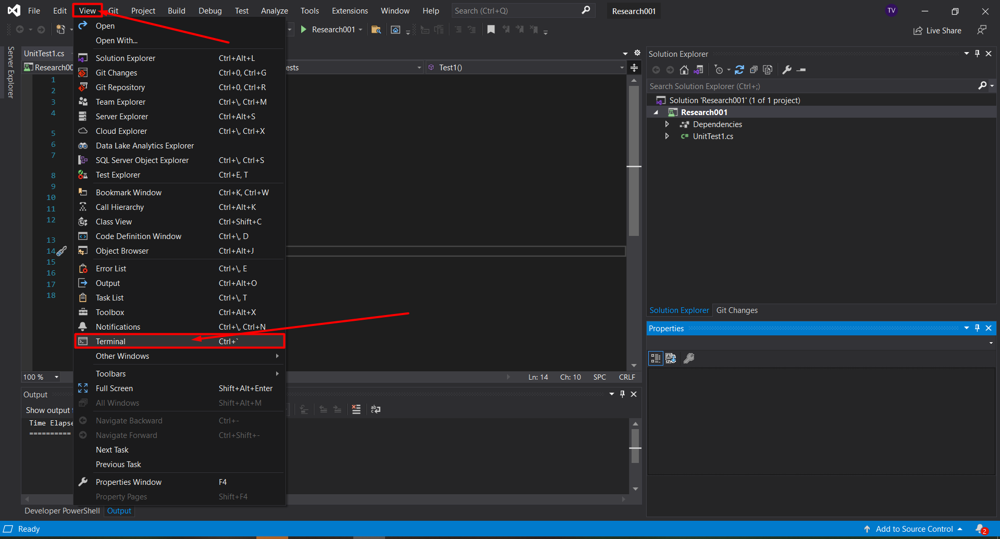 File Edit View Git Project Build Debug Test Analyze Tools Extensions Window Help Search (Ctrl+Q) Research001 TV
Research001 Live Share
Server Explorer
Open
Open With...
Solution Explorer Ctrl+Alt+L
Git Changes Ctrl+0, Ctrl+G
Git Repository Ctrl+0, Ctrl+R
Team Explorer Ctrl+\, Ctrl+M
Server Explorer Ctrl+Alt+S
Cloud Explorer Ctrl+\, Ctrl+X
Data Lake Analytics Explorer
SQL Server Object Explorer Ctrl+\, Ctrl+S
Test Explorer Ctrl+E, T
Bookmark Window Ctrl+K, Ctrl+W
Call Hierarchy Ctrl+Alt+K
Class View Ctrl+Shift+C
Code Definition Window Ctrl+\, D
Object Browser Ctrl+Alt+J
Error List Ctrl+\, E
Output Ctrl+Alt+O
Task List Ctrl+\, T
Toolbox Ctrl+Alt+X
Notifications Ctrl+\, Ctrl+N
Terminal Ctrl+`
Other Windows
Toolbars
Full Screen Shift+Alt+Enter
All Windows Shift+Alt+M
Navigate Backward Ctrl+-
Navigate Forward Ctrl+Shift+-
Next Task
Previous Task
Properties Window F4
Property Pages Shift+F4
UnitTest1.cs
Research00 ests Test1()
1
2
3
4
5
6
7
8
9
10
11
12
13
14
15
16
17
18
100 % Ln: 14 Ch: 10 SPC CRLF
Output
Show output f
Time Elapse
==========
Developer PowerShell Output
Solution Explorer
Search Solution Explorer (Ctrl+;)
Solution 'Research001' (1 of 1 project)
Research001
Dependencies
C# UnitTest1.cs
Solution Explorer Git Changes
Properties
Ready Add to Source Control 2